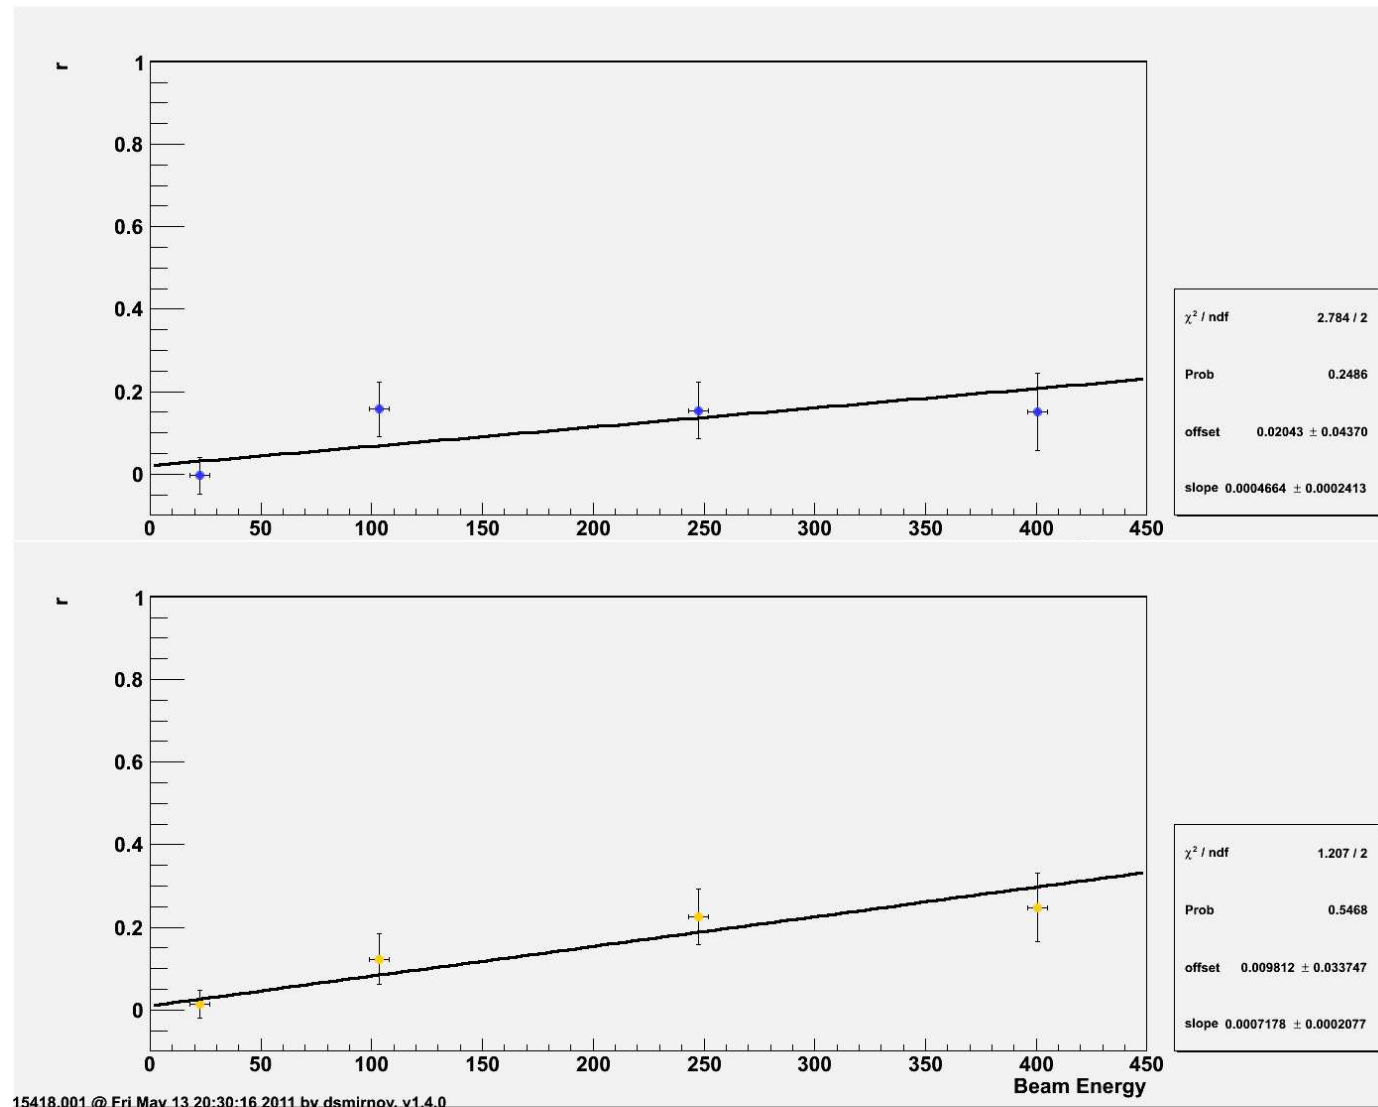 r
1
0.8
0.6
0.4
0.2
0
0 50 100 150 200 250 300 350 400 450
χ² / ndf 2.784 / 2
Prob 0.2486
offset 0.02043 ± 0.04370
slope 0.0004664 ± 0.0002413
r
1
0.8
0.6
0.4
0.2
0
0 50 100 150 200 250 300 350 400 450
Beam Energy
χ² / ndf 1.207 / 2
Prob 0.5468
offset 0.009812 ± 0.033747
slope 0.0007178 ± 0.0002077
15418.001 @ Fri May 13 20:30:16 2011 by dsmirnov, v1.4.0